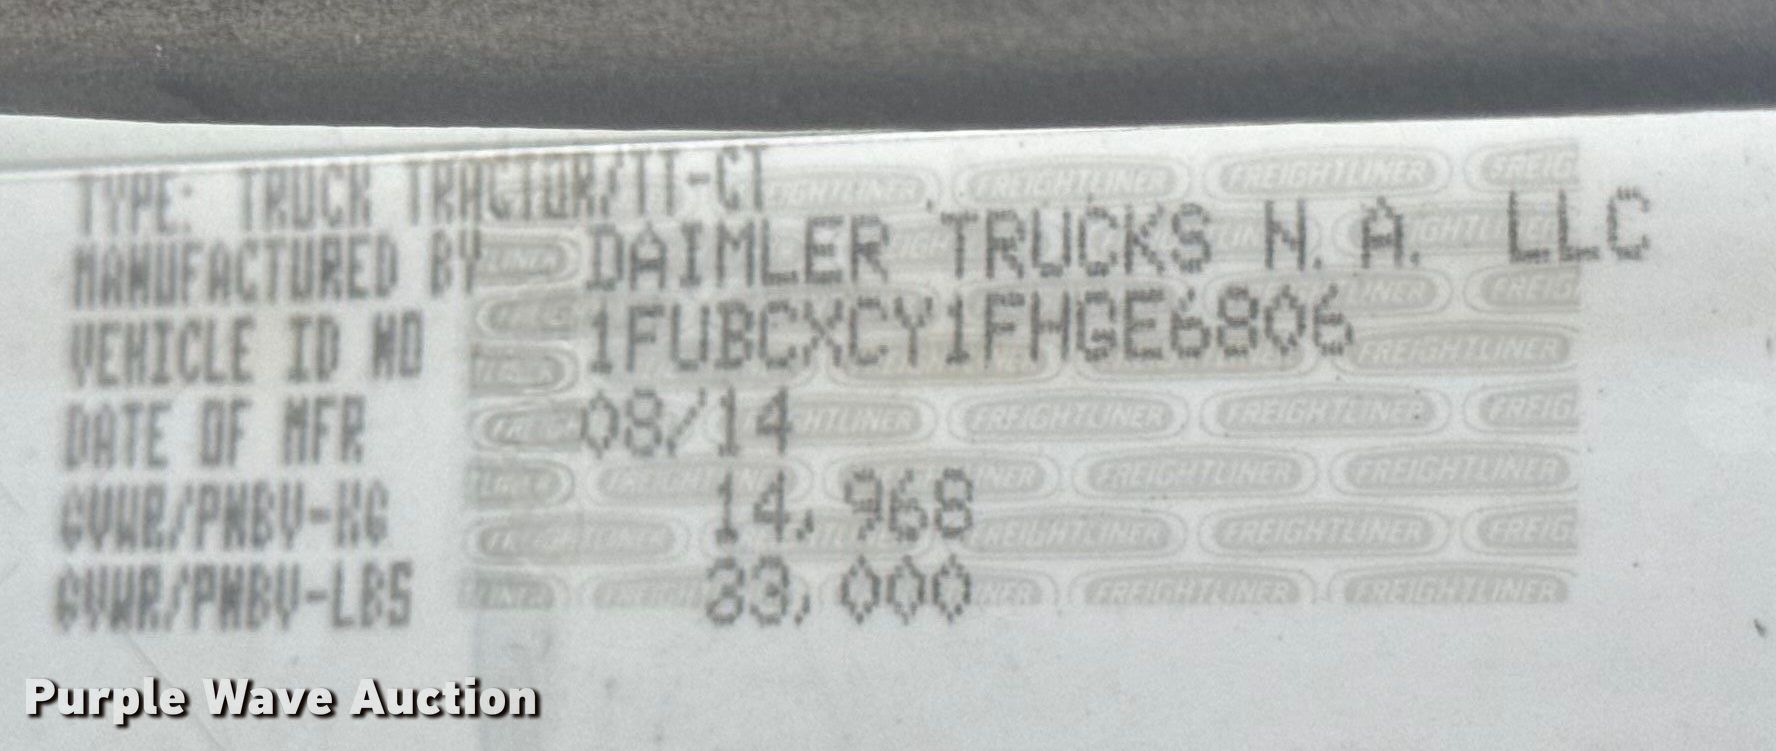 TYPE: TRUCK TRACTOR/TT-CT
MANUFACTURED BY DAIMLER TRUCKS N.A. LLC
VEHICLE ID NO 1FUBCXCY1FHGE6806
DATE OF MFR 08/14
GVWR/PNBV-KG 14,968
GVWR/PNBV-LBS 33,000
FREIGHTLINER
Purple Wave Auction